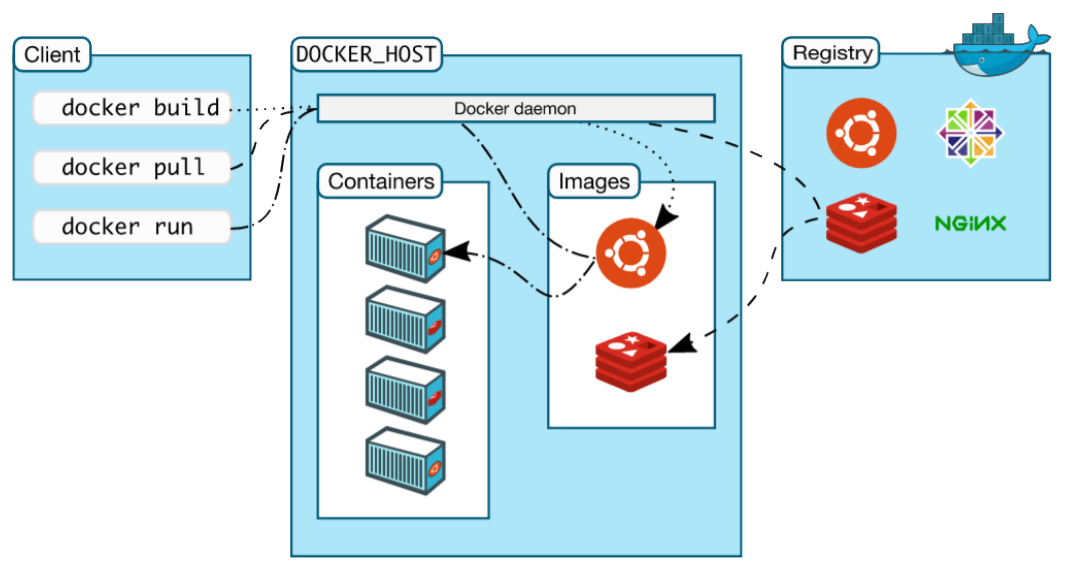 Client
docker build
docker pull
docker run
DOCKER_HOST
Docker daemon
Containers
Images
Registry
NGiNX